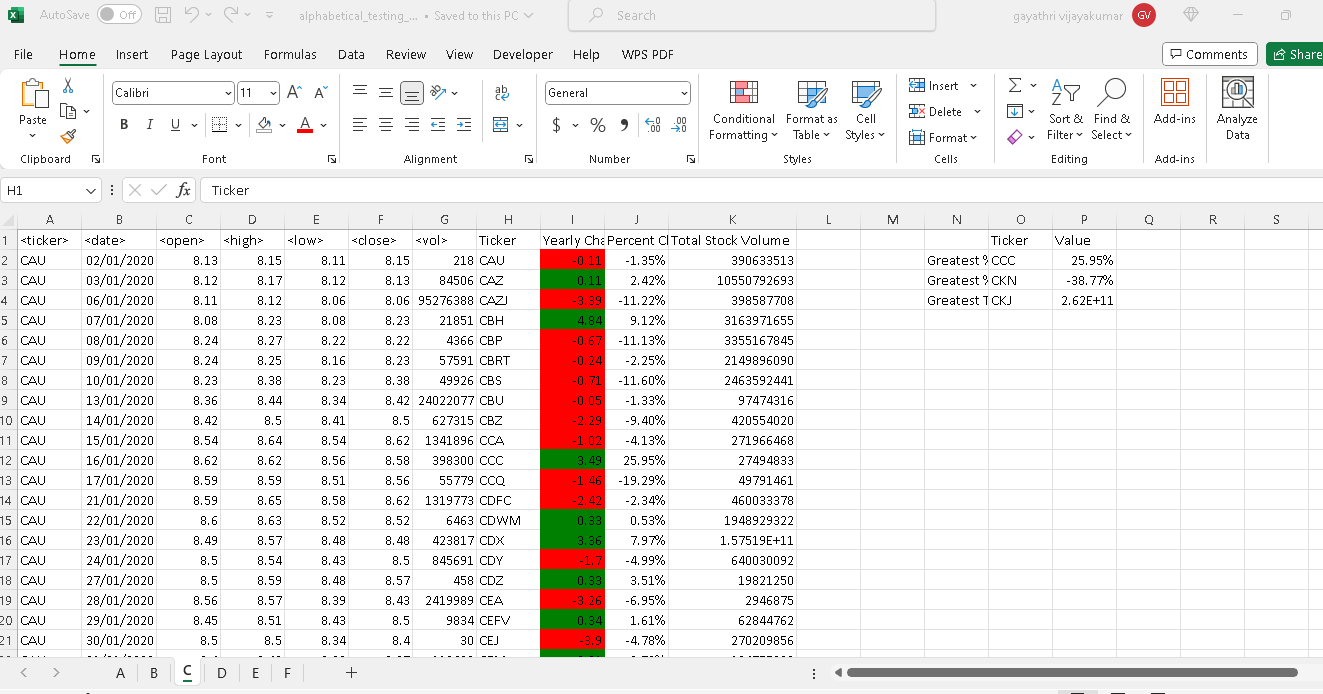 AutoSave Off alphabetical_testing_... • Saved to this PC Search gayathri vijayakumar GV
File Home Insert Page Layout Formulas Data Review View Developer Help WPS PDF Comments Share
Paste Calibri 11 A A ab General Conditional Formatting Format as Table Cell Styles Insert Delete Format Sort & Filter Find & Select Add-ins Analyze Data
B I U A $ % 9
Clipboard Font Alignment Number Styles Cells Editing Add-ins
H1 fx Ticker
A B C D E F G H I J K L M N O P Q R S
1 <ticker> <date> <open> <high> <low> <close> <vol> Ticker Yearly Cha Percent Cl Total Stock Volume Ticker Value
2 CAU 02/01/2020 8.13 8.15 8.11 8.15 218 CAU -0.11 -1.35% 390633513 Greatest % CCC 25.95%
3 CAU 03/01/2020 8.12 8.17 8.12 8.13 84506 CAZ 0.11 2.42% 10550792693 Greatest % CKN -38.77%
4 CAU 06/01/2020 8.11 8.12 8.06 8.06 95276388 CAZJ -3.39 -11.22% 398587708 Greatest T CKJ 2.62E+11
5 CAU 07/01/2020 8.08 8.23 8.08 8.23 21851 CBH 4.84 9.12% 3163971655
6 CAU 08/01/2020 8.24 8.27 8.22 8.22 4366 CBP -0.67 -11.13% 3355167845
7 CAU 09/01/2020 8.24 8.25 8.16 8.23 57591 CBRT -0.24 -2.25% 2149896090
8 CAU 10/01/2020 8.23 8.38 8.23 8.38 49926 CBS -0.71 -11.60% 2463592441
9 CAU 13/01/2020 8.36 8.44 8.34 8.42 24022077 CBU -0.05 -1.33% 97474316
10 CAU 14/01/2020 8.42 8.5 8.41 8.5 627315 CBZ -2.29 -9.40% 420554020
11 CAU 15/01/2020 8.54 8.64 8.54 8.62 1341896 CCA -1.02 -4.13% 271966468
12 CAU 16/01/2020 8.62 8.62 8.56 8.58 398300 CCC 3.49 25.95% 27494833
13 CAU 17/01/2020 8.59 8.59 8.51 8.56 55779 CCQ -1.46 -19.29% 49791461
14 CAU 21/01/2020 8.59 8.65 8.58 8.62 1319773 CDFC -2.42 -2.34% 460033378
15 CAU 22/01/2020 8.6 8.63 8.52 8.52 6463 CDWM 0.33 0.53% 1948929322
16 CAU 23/01/2020 8.49 8.57 8.48 8.48 423817 CDX 3.36 7.97% 1.57519E+11
17 CAU 24/01/2020 8.5 8.54 8.43 8.5 845691 CDY -1.7 -4.99% 640030092
18 CAU 27/01/2020 8.5 8.59 8.48 8.57 458 CDZ 0.33 3.51% 19821250
19 CAU 28/01/2020 8.56 8.57 8.39 8.43 2419989 CEA -3.26 -6.95% 2946875
20 CAU 29/01/2020 8.45 8.51 8.43 8.5 9834 CEFV 0.34 1.61% 62844762
21 CAU 30/01/2020 8.5 8.5 8.34 8.4 30 CEJ -3.9 -4.78% 270209856
A B C D E F +